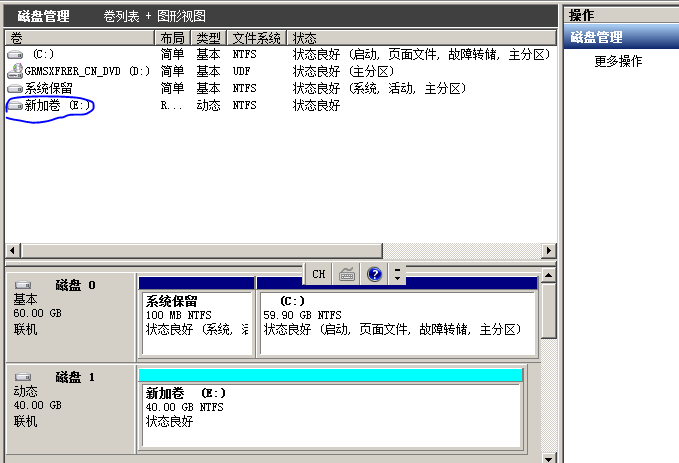 磁盘管理 卷列表 + 图形视图
操作
卷 布局 类型 文件系统 状态
(C:) 简单 基本 NTFS 状态良好 (启动, 页面文件, 故障转储, 主分区)
GRMSXFRER_CN_DVD (D:) 简单 基本 UDF 状态良好 (主分区)
系统保留 简单 基本 NTFS 状态良好 (系统, 活动, 主分区)
新加卷 (E:) R... 动态 NTFS 状态良好
磁盘管理
更多操作
CH
磁盘 0
基本
60.00 GB
联机
系统保留
100 MB NTFS
状态良好 (系统, 活
(C:)
59.90 GB NTFS
状态良好 (启动, 页面文件, 故障转储, 主分区)
磁盘 1
动态
40.00 GB
联机
新加卷 (E:)
40.00 GB NTFS
状态良好